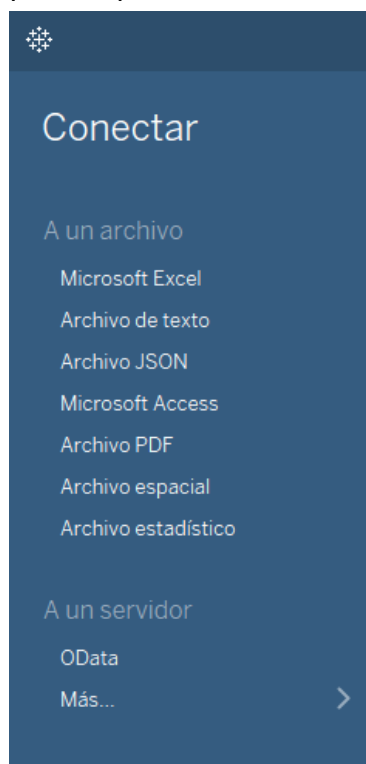 Conectar
A un archivo
Microsoft Excel
Archivo de texto
Archivo JSON
Microsoft Access
Archivo PDF
Archivo espacial
Archivo estadístico
A un servidor
OData
Más...